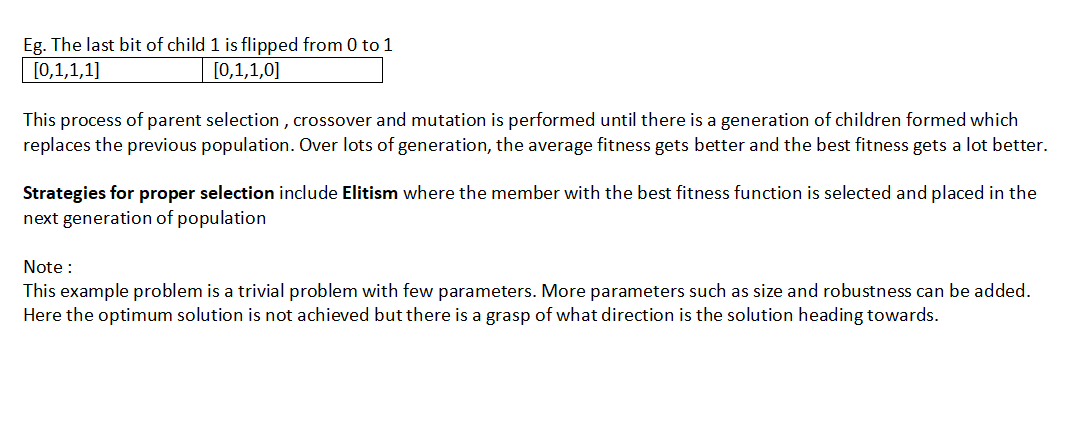 Eg. The last bit of child 1 is flipped from 0 to 1
[0,1,1,1] [0,1,1,0]
This process of parent selection , crossover and mutation is performed until there is a generation of children formed which
replaces the previous population. Over lots of generation, the average fitness gets better and the best fitness gets a lot better.
Strategies for proper selection include Elitism where the member with the best fitness function is selected and placed in the
next generation of population
Note :
This example problem is a trivial problem with few parameters. More parameters such as size and robustness can be added.
Here the optimum solution is not achieved but there is a grasp of what direction is the solution heading towards.